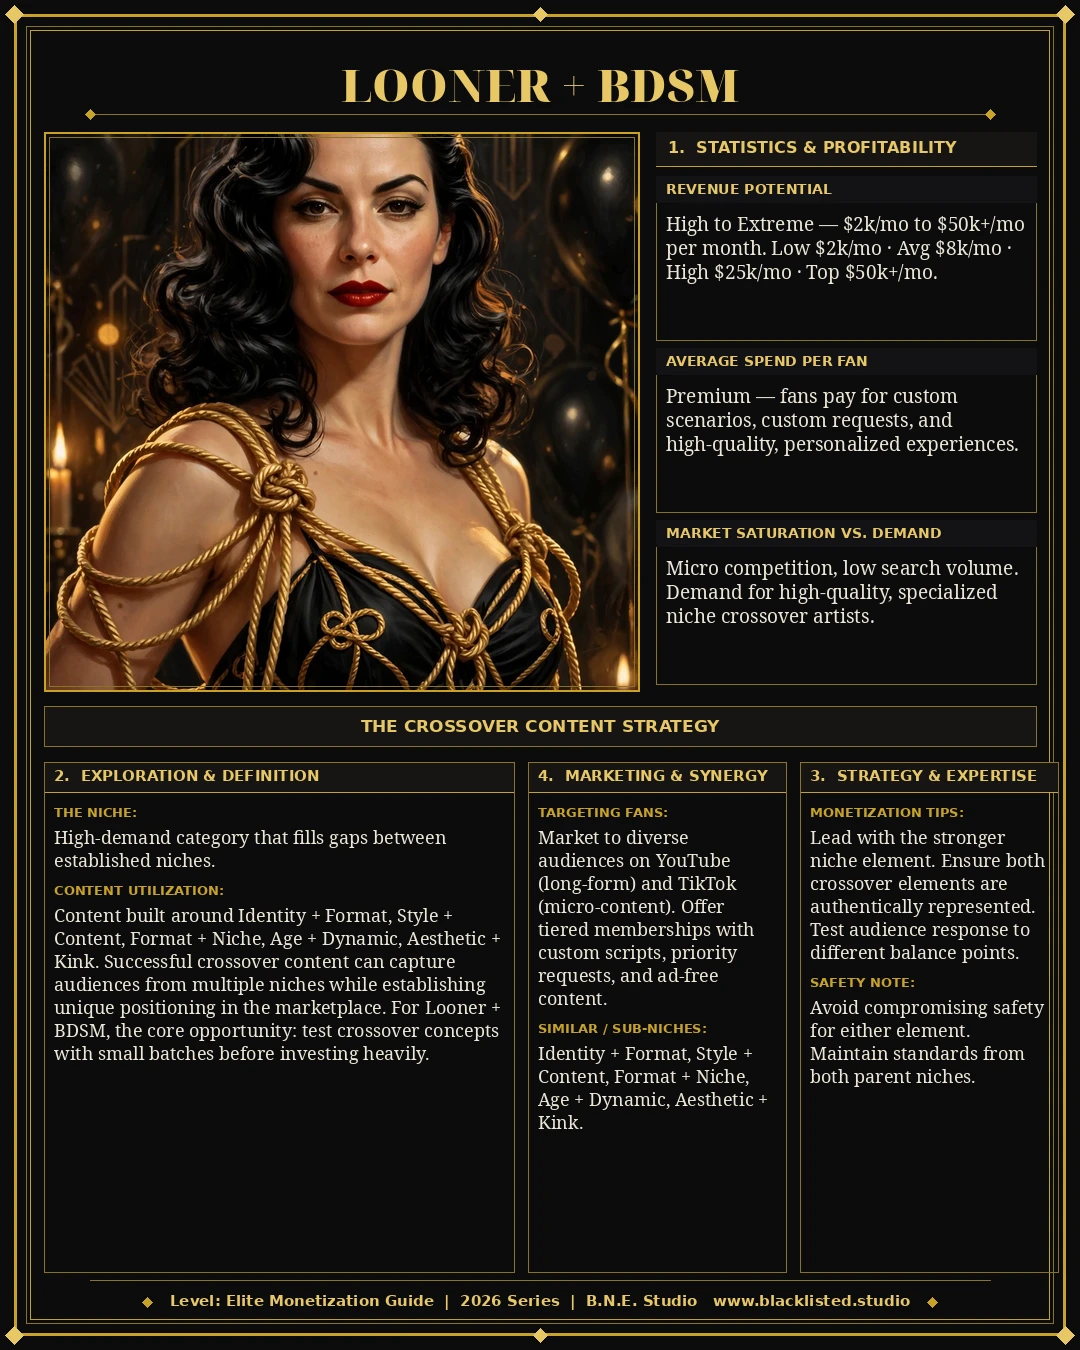 LOONER + BDSM
1. STATISTICS & PROFITABILITY
REVENUE POTENTIAL
High to Extreme — $2k/mo to $50k+/mo
per month. Low $2k/mo · Avg $8k/mo ·
High $25k/mo · Top $50k+/mo.
AVERAGE SPEND PER FAN
Premium — fans pay for custom
scenarios, custom requests, and
high-quality, personalized experiences.
MARKET SATURATION VS. DEMAND
Micro competition, low search volume.
Demand for high-quality, specialized
niche crossover artists.
THE CROSSOVER CONTENT STRATEGY
2. EXPLORATION & DEFINITION
THE NICHE:
High-demand category that fills gaps between
established niches.
CONTENT UTILIZATION:
Content built around Identity + Format, Style +
Content, Format + Niche, Age + Dynamic, Aesthetic +
Kink. Successful crossover content can capture
audiences from multiple niches while establishing
unique positioning in the marketplace. For Looner +
BDSM, the core opportunity: test crossover concepts
with small batches before investing heavily.
4. MARKETING & SYNERGY
TARGETING FANS:
Market to diverse
audiences on YouTube
(long-form) and TikTok
(micro-content). Offer
tiered memberships with
custom scripts, priority
requests, and ad-free
content.
SIMILAR / SUB-NICHES:
Identity + Format, Style +
Content, Format + Niche,
Age + Dynamic, Aesthetic +
Kink.
3. STRATEGY & EXPERTISE
MONETIZATION TIPS:
Lead with the stronger
niche element. Ensure both
crossover elements are
authentically represented.
Test audience response to
different balance points.
SAFETY NOTE:
Avoid compromising safety
for either element.
Maintain standards from
both parent niches.
Level: Elite Monetization Guide | 2026 Series | B.N.E. Studio www.blacklisted.studio